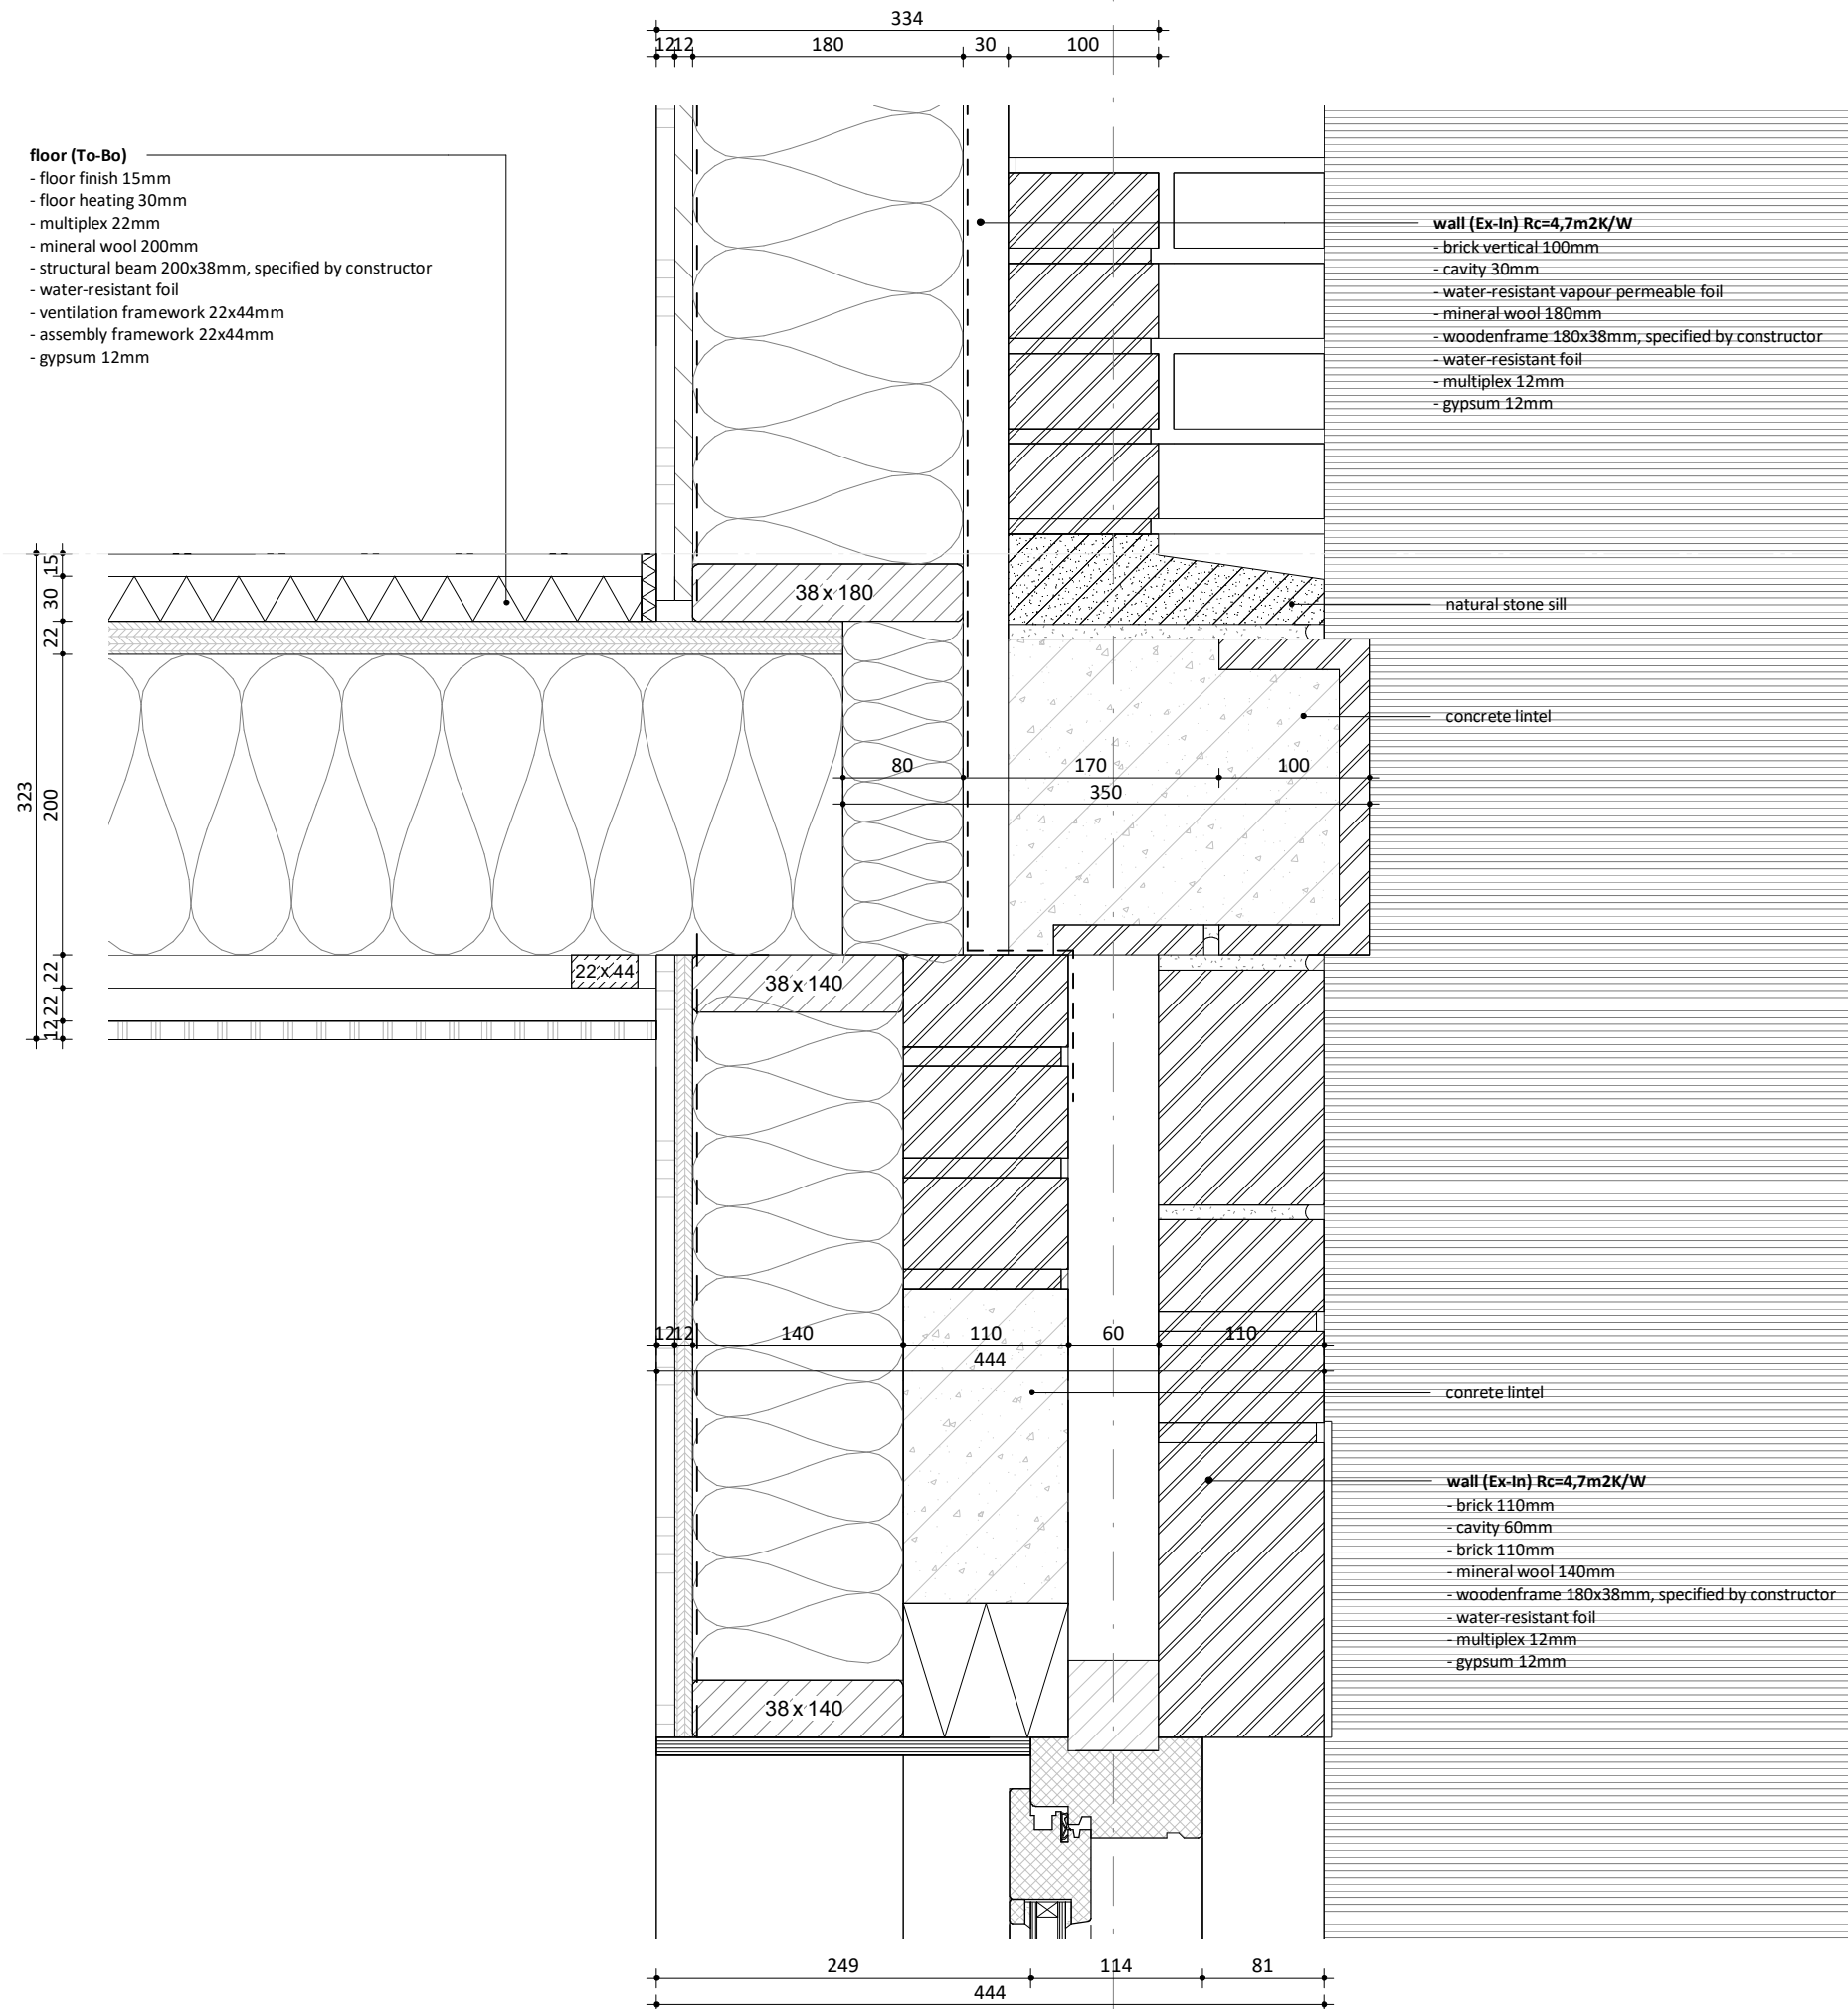 334
12 12 180 30 100
floor (To-Bo)
- floor finish 15mm
- floor heating 30mm
- multiplex 22mm
- mineral wool 200mm
- structural beam 200x38mm, specified by constructor
- water-resistant foil
- ventilation framework 22x44mm
- assembly framework 22x44mm
- gypsum 12mm
wall (Ex-In) Rc=4,7m2K/W
- brick vertical 100mm
- cavity 30mm
- water-resistant vapour permeable foil
- mineral wool 180mm
- woodenframe 180x38mm, specified by constructor
- water-resistant foil
- multiplex 12mm
- gypsum 12mm
15
30
22
200
22
22
12
323
38 x 180
natural stone sill
concrete lintel
80 170 100
350
22 x 44
38 x 140
12 12 140 110 60 110
444
conrete lintel
wall (Ex-In) Rc=4,7m2K/W
- brick 110mm
- cavity 60mm
- brick 110mm
- mineral wool 140mm
- woodenframe 180x38mm, specified by constructor
- water-resistant foil
- multiplex 12mm
- gypsum 12mm
38 x 140
249 114 81
444